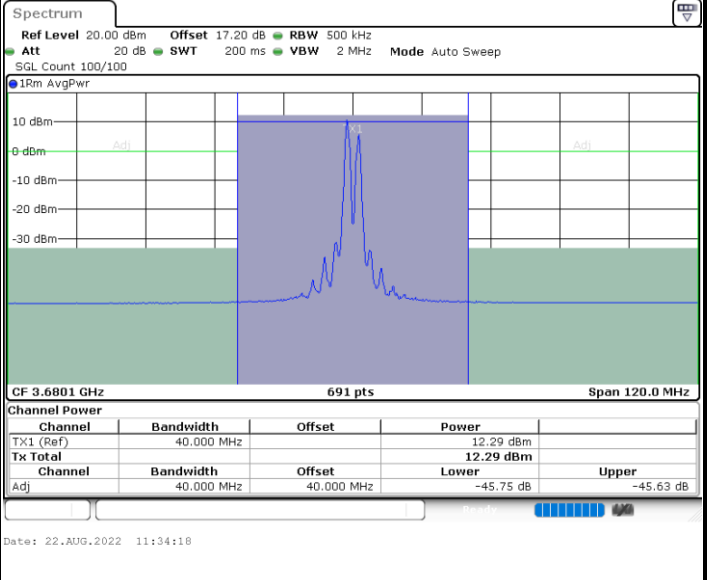 Spectrum
Ref Level 20.00 dBm Offset 17.20 dB RBW 500 kHz
Att 20 dB SWT 200 ms VBW 2 MHz Mode Auto Sweep
SGL Count 100/100
1Rm AvgPwr
10 dBm
TX1
Adj Adj
0 dBm
-10 dBm
-20 dBm
-30 dBm
CF 3.6801 GHz 691 pts Span 120.0 MHz
Channel Power
Channel Bandwidth Offset Power
TX1 (Ref) 40.000 MHz 12.29 dBm
Tx Total 12.29 dBm
Channel Bandwidth Offset Lower Upper
Adj 40.000 MHz 40.000 MHz -45.75 dB -45.63 dB
Ready
Date: 22.AUG.2022 11:34:18